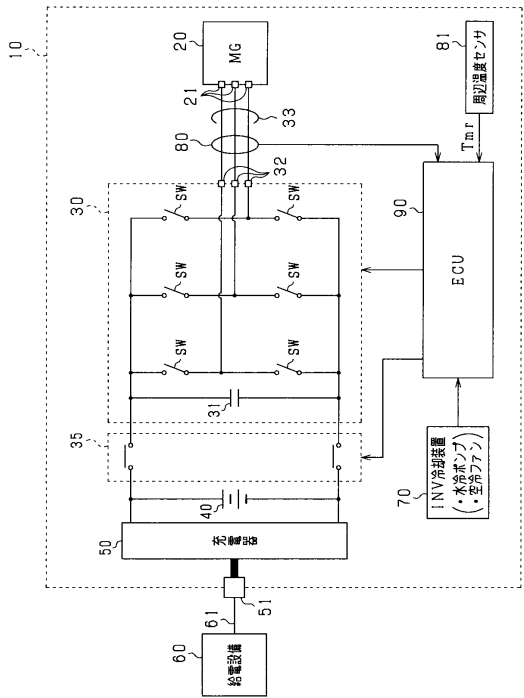 10
20
MG
21
33
80
32
30
SW
SW
SW
SW
SW
SW
31
35
40
50
充電器
51
61
60
給電設備
81
周辺温度センサ
Tmr
90
ECU
70
INV冷却装置
(・水冷ポンプ
・空冷ファン)